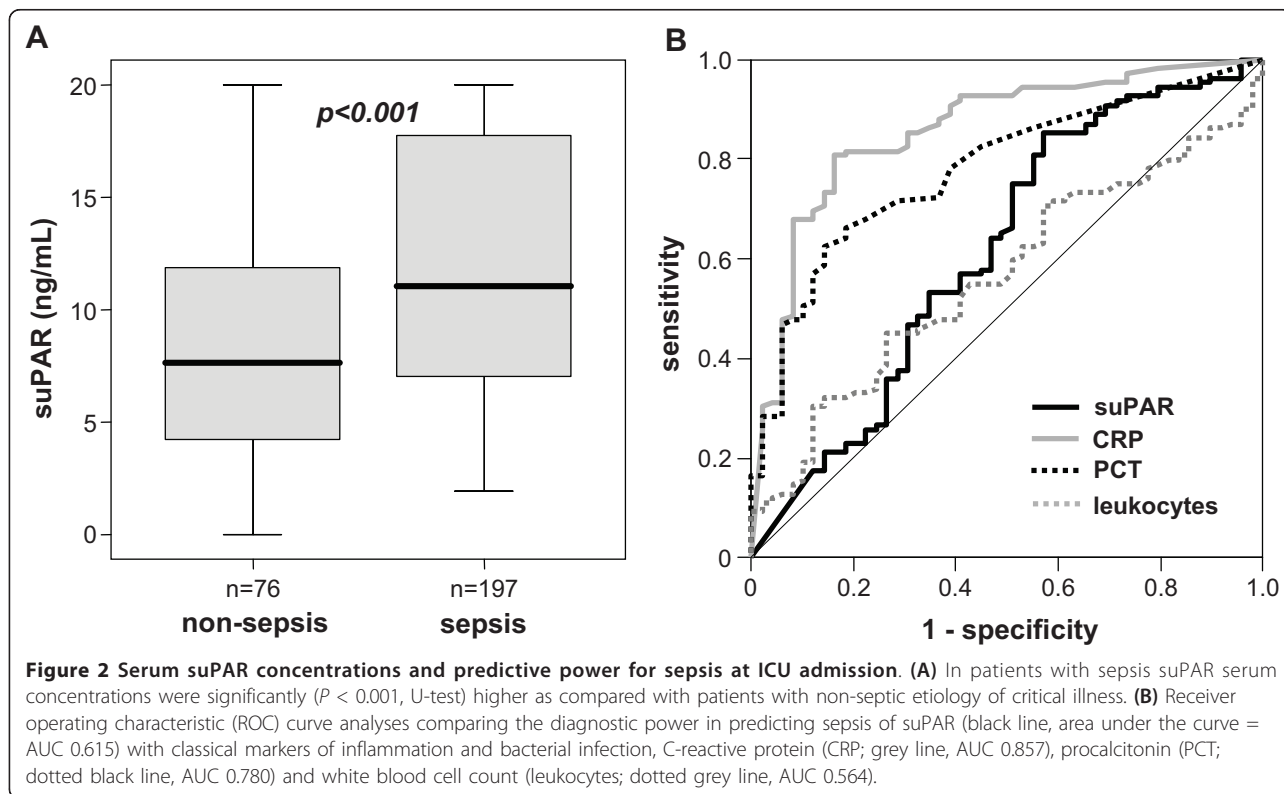 A
20
15
10
5
0
suPAR (ng/mL)
p<0.001
n=76
n=197
non-sepsis
sepsis
B
1.0
0.8
0.6
0.4
0.2
0
sensitivity
suPAR
CRP
PCT
leukocytes
0
0.2
0.4
0.6
0.8
1.0
1 - specificity
Figure 2 Serum suPAR concentrations and predictive power for sepsis at ICU admission. (A) In patients with sepsis suPAR serum
concentrations were significantly (P < 0.001, U-test) higher as compared with patients with non-septic etiology of critical illness. (B) Receiver
operating characteristic (ROC) curve analyses comparing the diagnostic power in predicting sepsis of suPAR (black line, area under the curve =
AUC 0.615) with classical markers of inflammation and bacterial infection, C-reactive protein (CRP; grey line, AUC 0.857), procalcitonin (PCT;
dotted black line, AUC 0.780) and white blood cell count (leukocytes; dotted grey line, AUC 0.564).